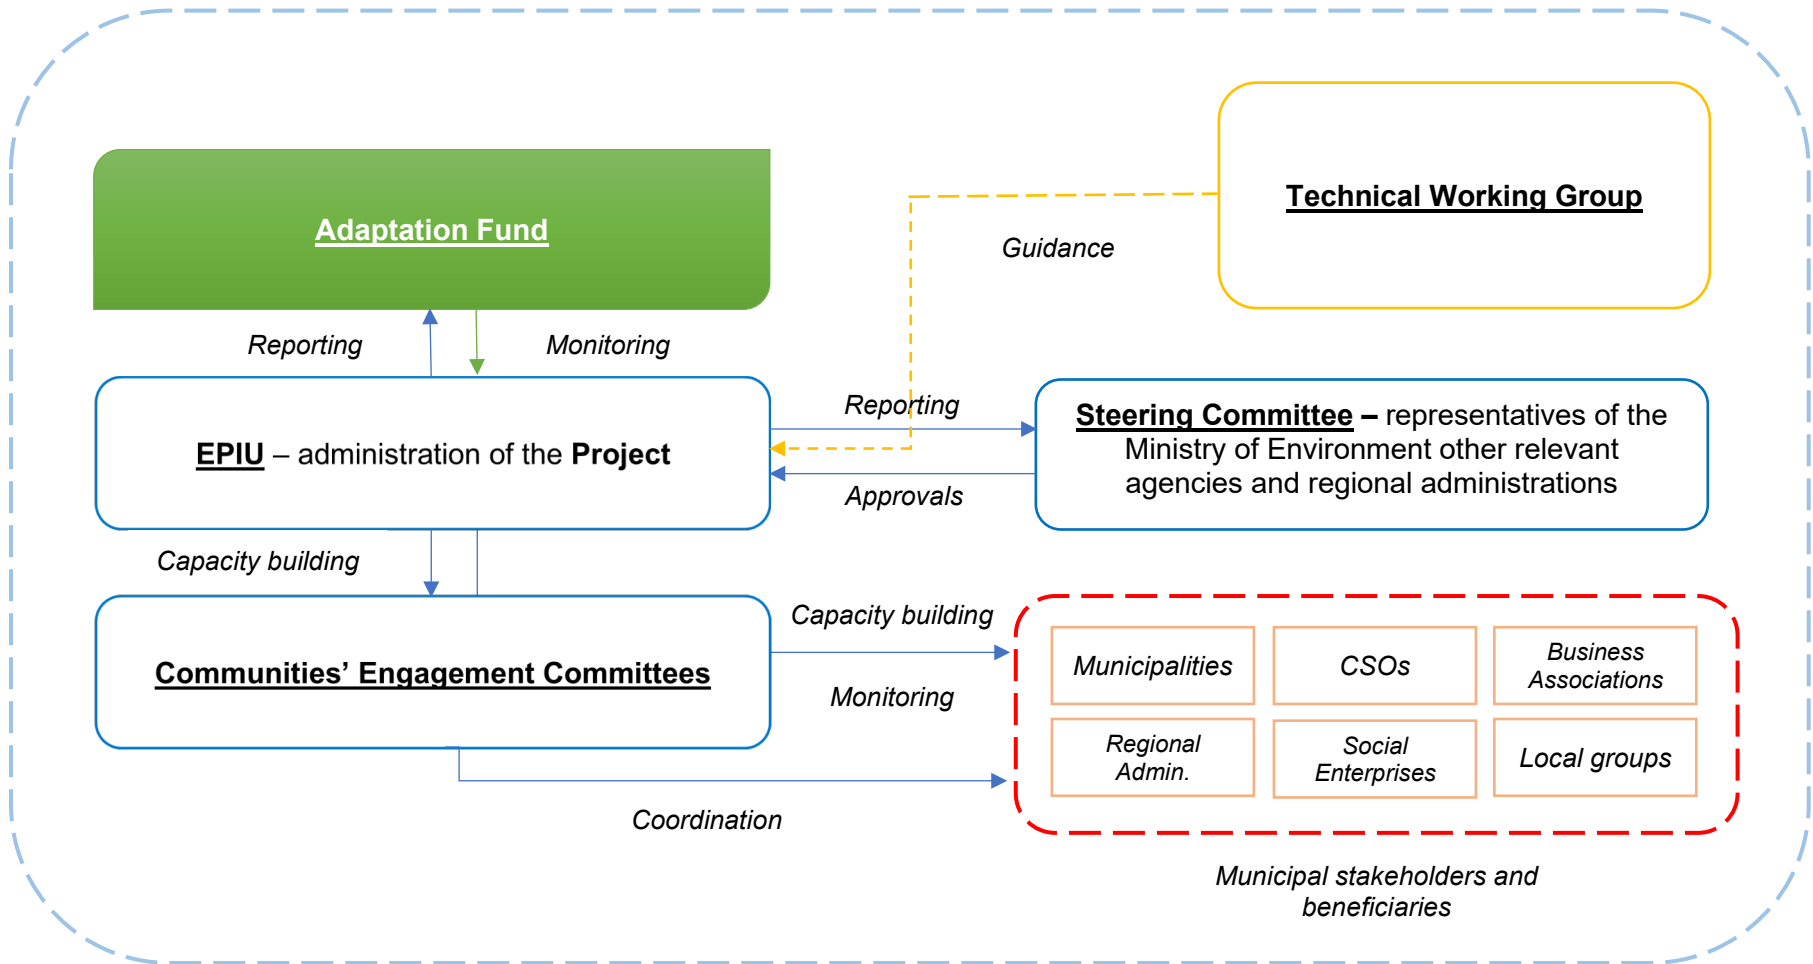 Adaptation Fund
Technical Working Group
Guidance
Reporting
Monitoring
EPIU – administration of the Project
Reporting
Approvals
Steering Committee – representatives of the
Ministry of Environment other relevant
agencies and regional administrations
Capacity building
Communities’ Engagement Committees
Capacity building
Monitoring
Coordination
Municipalities
CSOs
Business
Associations
Regional
Admin.
Social
Enterprises
Local groups
Municipal stakeholders and
beneficiaries